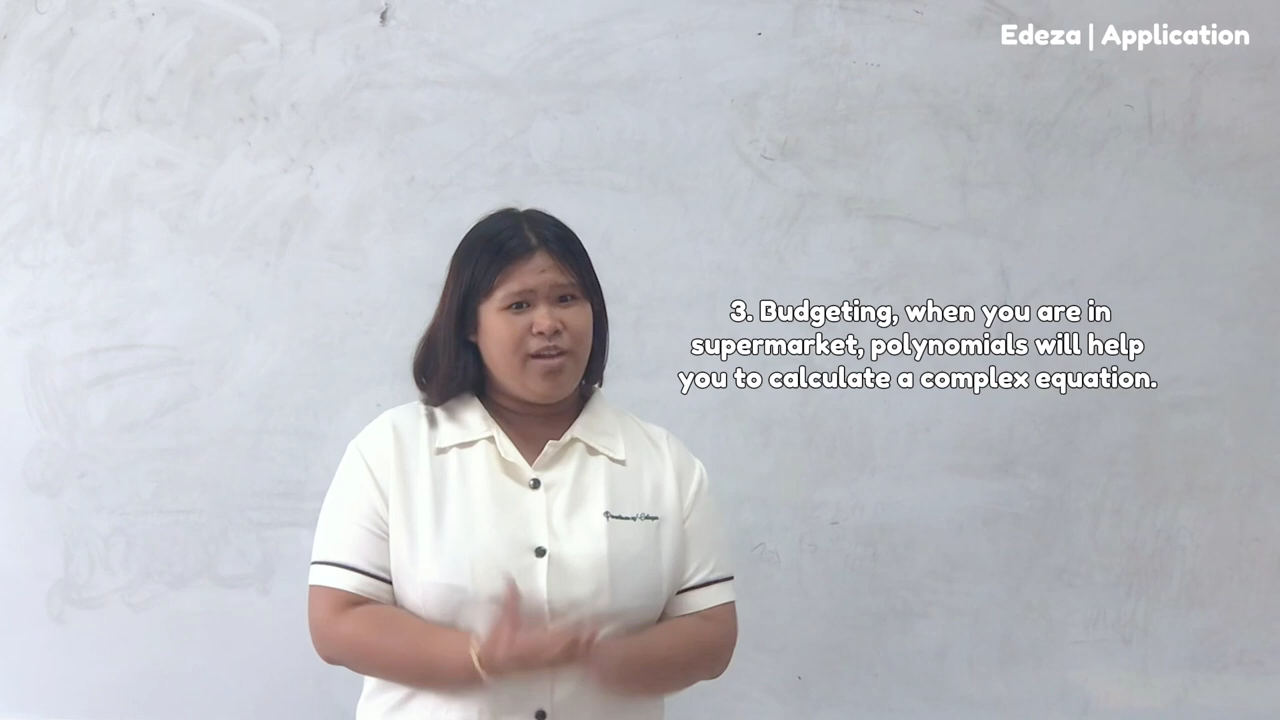 Edeza | Application
3. Budgeting, when you are in
supermarket, polynomials will help
you to calculate a complex equation.